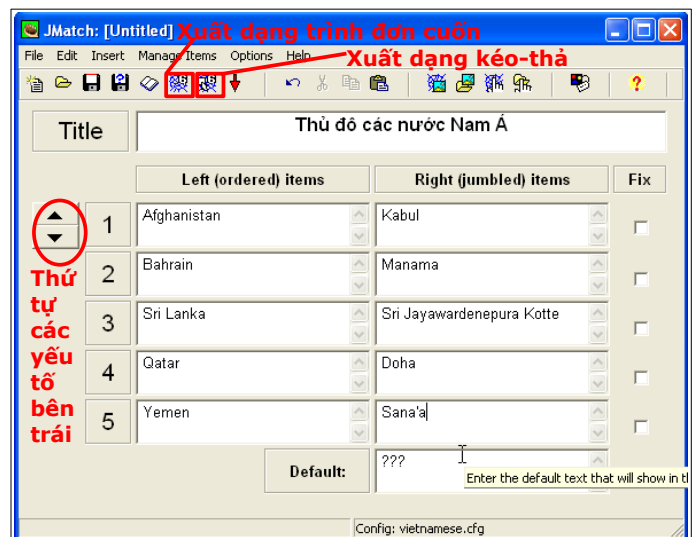 JMatch: [Untitled]
Xuất dạng trình đơn cuốn
File Edit Insert Manage Items Options Help
Xuất dạng kéo-thả
Title
Thủ đô các nước Nam Á
Left (ordered) items
Right (jumbled) items
Fix
1 Afghanistan Kabul
2 Bahrain Manama
3 Sri Lanka Sri Jayawardenepura Kotte
4 Qatar Doha
5 Yemen Sana'a
Thứ
tự
các
yếu
tố
bên
trái
Default:
???
Enter the default text that will show in
Config: vietnamese.cfg